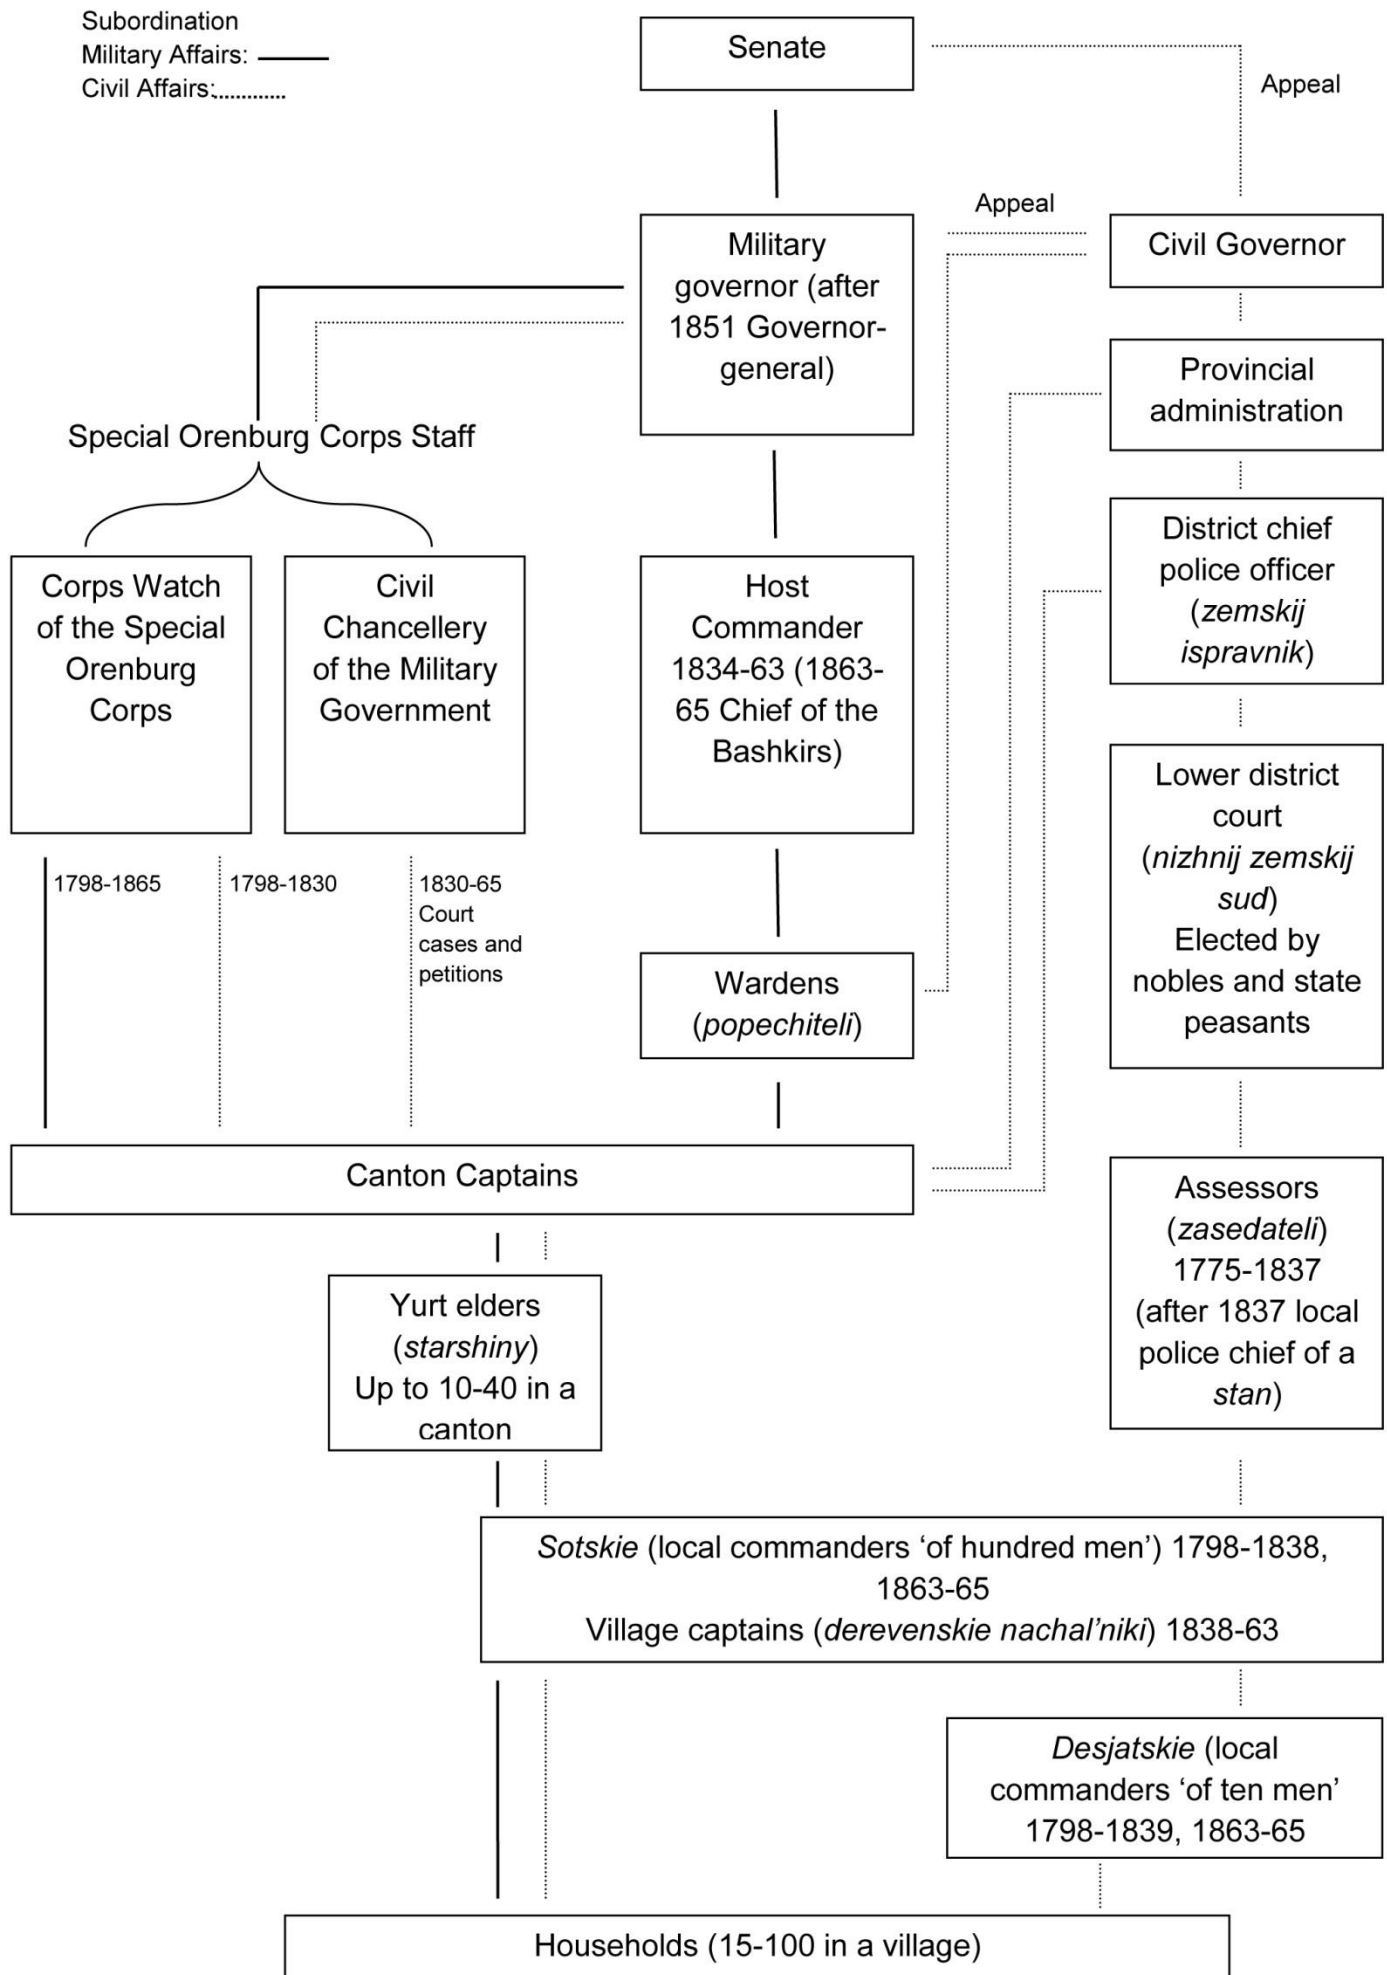 Subordination
Military Affairs:
Civil Affairs:.............
Senate
Appeal
Appeal
Military
governor (after
1851 Governor-
general)
Civil Governor
Provincial
administration
Special Orenburg Corps Staff
District chief
police officer
(zemskij
ispravnik)
Corps Watch
of the Special
Orenburg
Corps
Civil
Chancellery
of the Military
Government
Host
Commander
1834-63 (1863-
65 Chief of the
Bashkirs)
Lower district
court
(nizhnij zemskij
sud)
Elected by
nobles and state
peasants
1798-1865
1798-1830
1830-65
Court
cases and
petitions
Wardens
(popechiteli)
Canton Captains
Assessors
(zasedateli)
1775-1837
(after 1837 local
police chief of a
stan)
Yurt elders
(starshiny)
Up to 10-40 in a
canton
Sotskie (local commanders ‘of hundred men’) 1798-1838,
1863-65
Village captains (derevenskie nachal’niki) 1838-63
Desjatskie (local
commanders ‘of ten men’
1798-1839, 1863-65
Households (15-100 in a village)